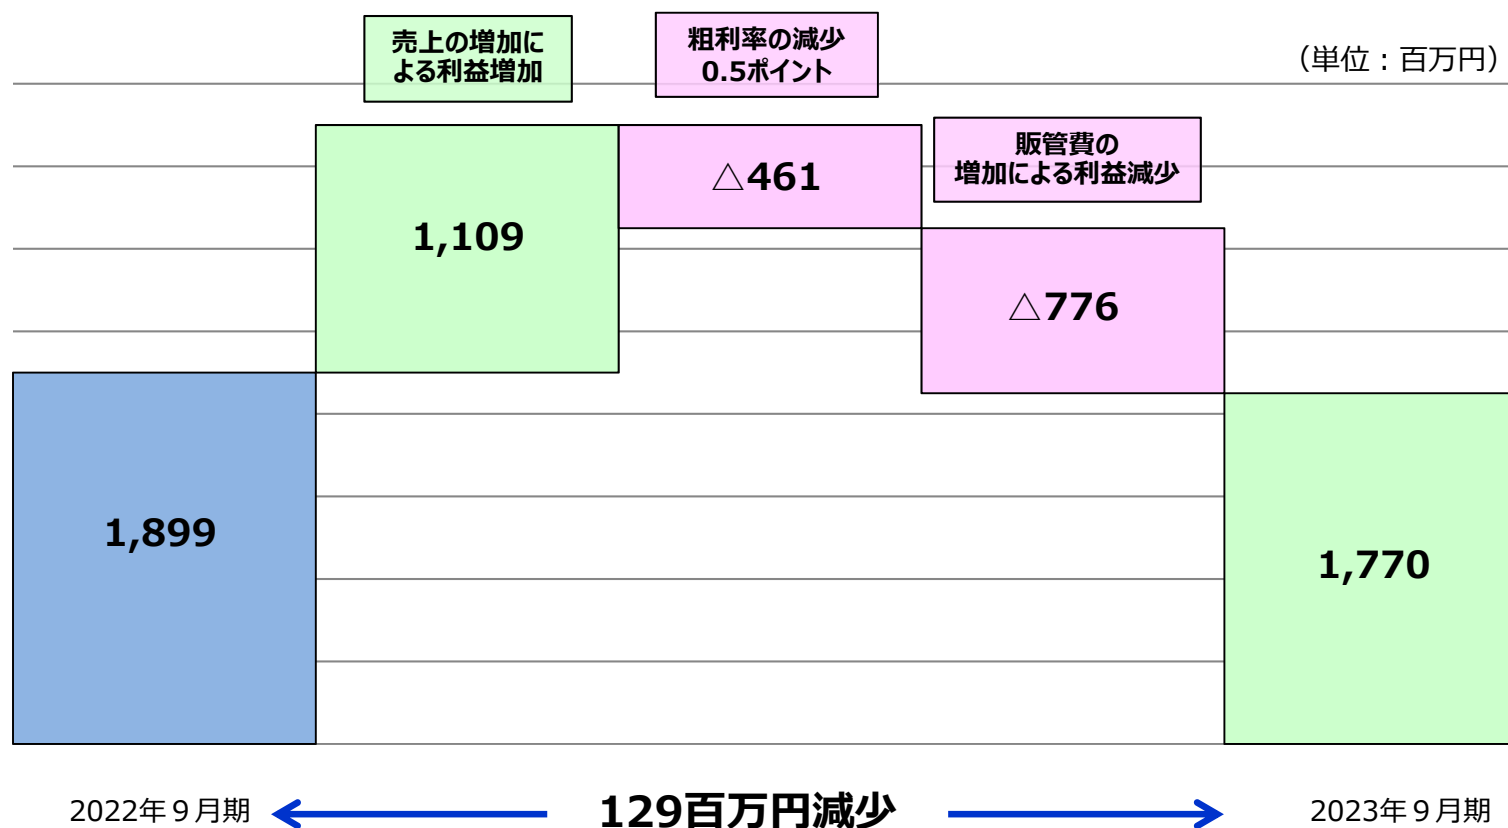 売上の増加に
よる利益増加
粗利率の減少
0.5ポイント
（単位：百万円）
販管費の
増加による利益減少
△461
1,109
△776
1,899
1,770
2022年９月期
129百万円減少
2023年９月期